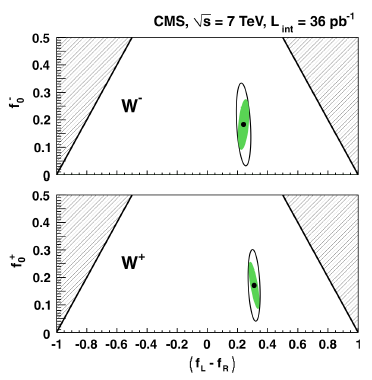 CMS, √s = 7 TeV, L int = 36 pb⁻¹
0.5
0.4
0.3
0.2
0.1
0
f₀⁻
W⁻
0.5
0.4
0.3
0.2
0.1
0
f₀⁺
W⁺
-1 -0.8 -0.6 -0.4 -0.2 0 0.2 0.4 0.6 0.8 1
(f_L - f_R)